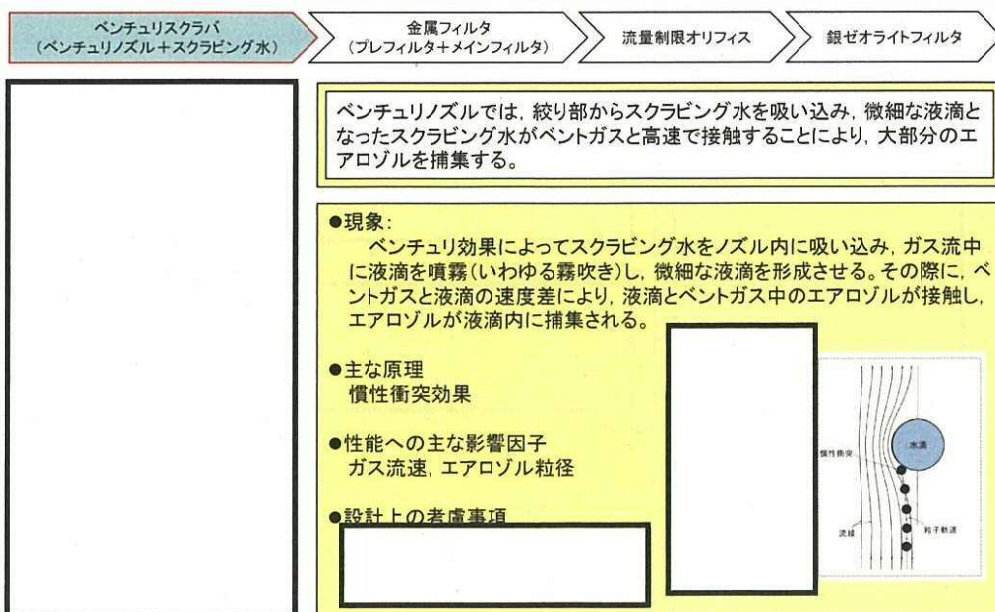 ベンチュリスクラバ
(ベンチュリノズル+スクラビング水)
金属フィルタ
(プレフィルタ+メインフィルタ)
流量制限オリフィス
銀ゼオライトフィルタ
ベンチュリノズルでは, 絞り部からスクラビング水を吸い込み, 微細な液滴と
なったスクラビング水がベントガスと高速で接触することにより, 大部分のエ
アロゾルを捕集する。
●現象:
ベンチュリ効果によってスクラビング水をノズル内に吸い込み, ガス流中
に液滴を噴霧(いわゆる霧吹き)し, 微細な液滴を形成させる。その際に, ベ
ントガスと液滴の速度差により, 液滴とベントガス中のエアロゾルが接触し,
エアロゾルが液滴内に捕集される。
●主な原理
慣性衝突効果
●性能への主な影響因子
ガス流速, エアロゾル粒径
●設計上の考慮事項
水滴
慣性衝突
流線
粒子軌道